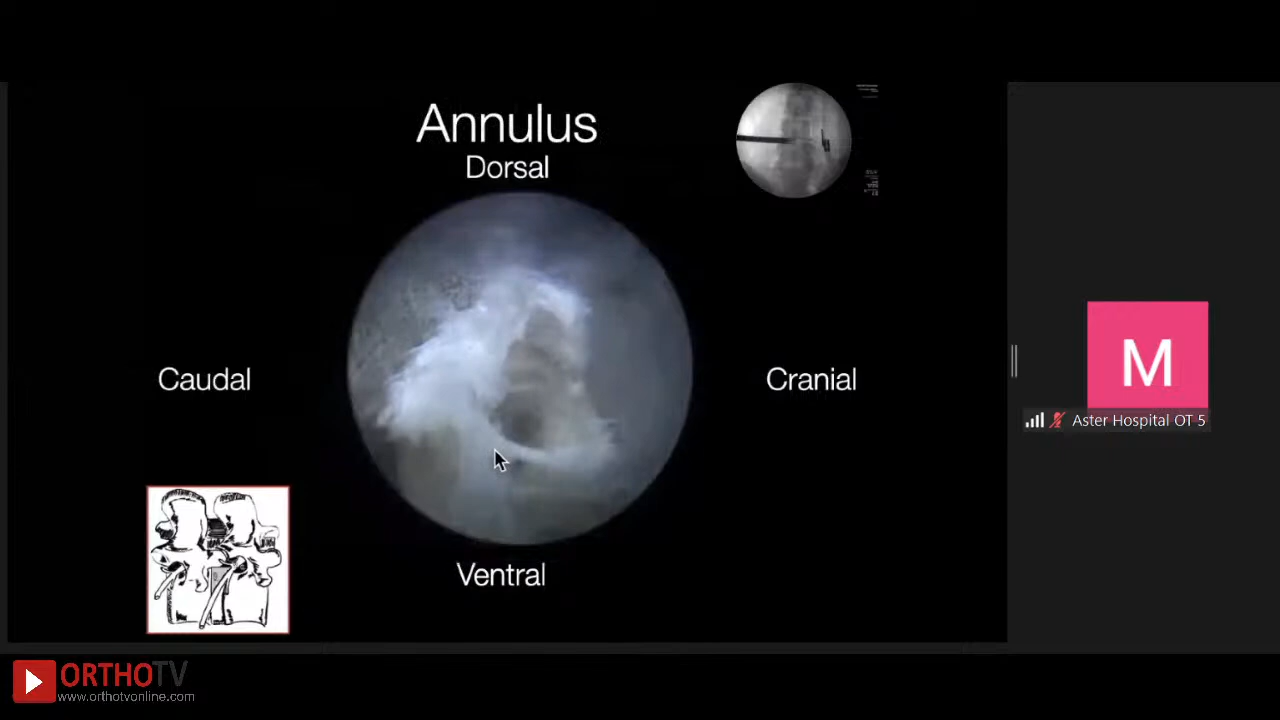 Annulus
Dorsal
Caudal
Cranial
M
Aster Hospital OT 5
Ventral
ORTHOTV
www.orthotvonline.com